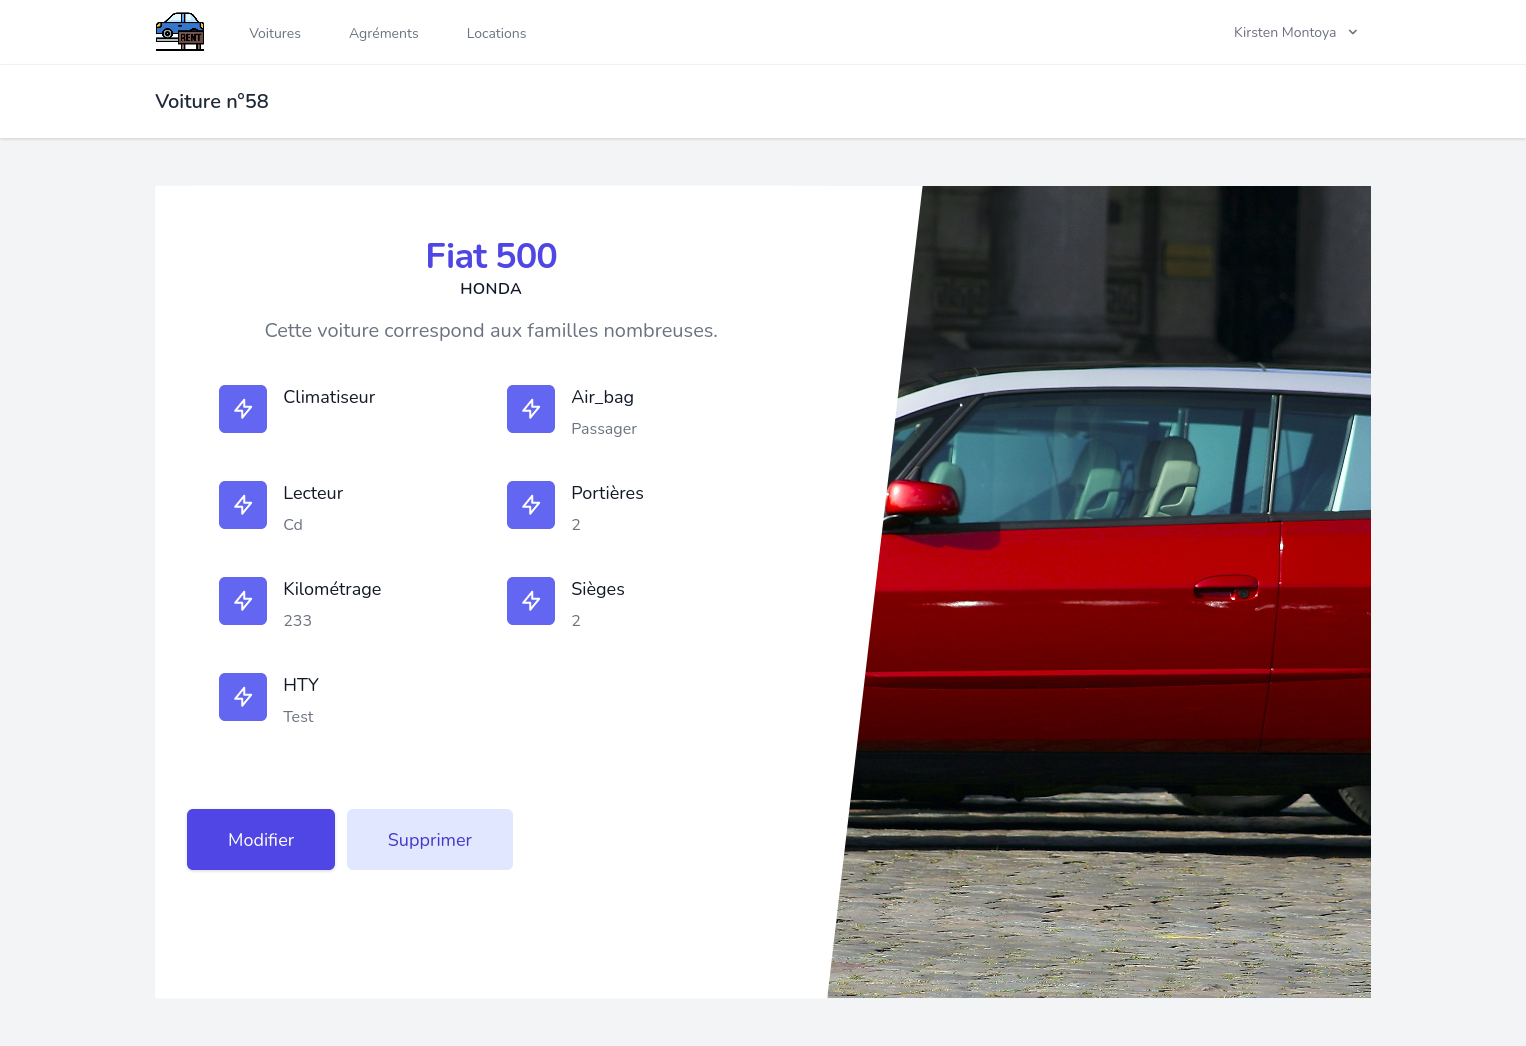 RENT
Voitures
Agréments
Locations
Kirsten Montoya
Voiture n°58
Fiat 500
HONDA
Cette voiture correspond aux familles nombreuses.
Climatiseur
Air_bag
Passager
Lecteur
Cd
Portières
2
Kilométrage
233
Sièges
2
HTY
Test
Modifier
Supprimer